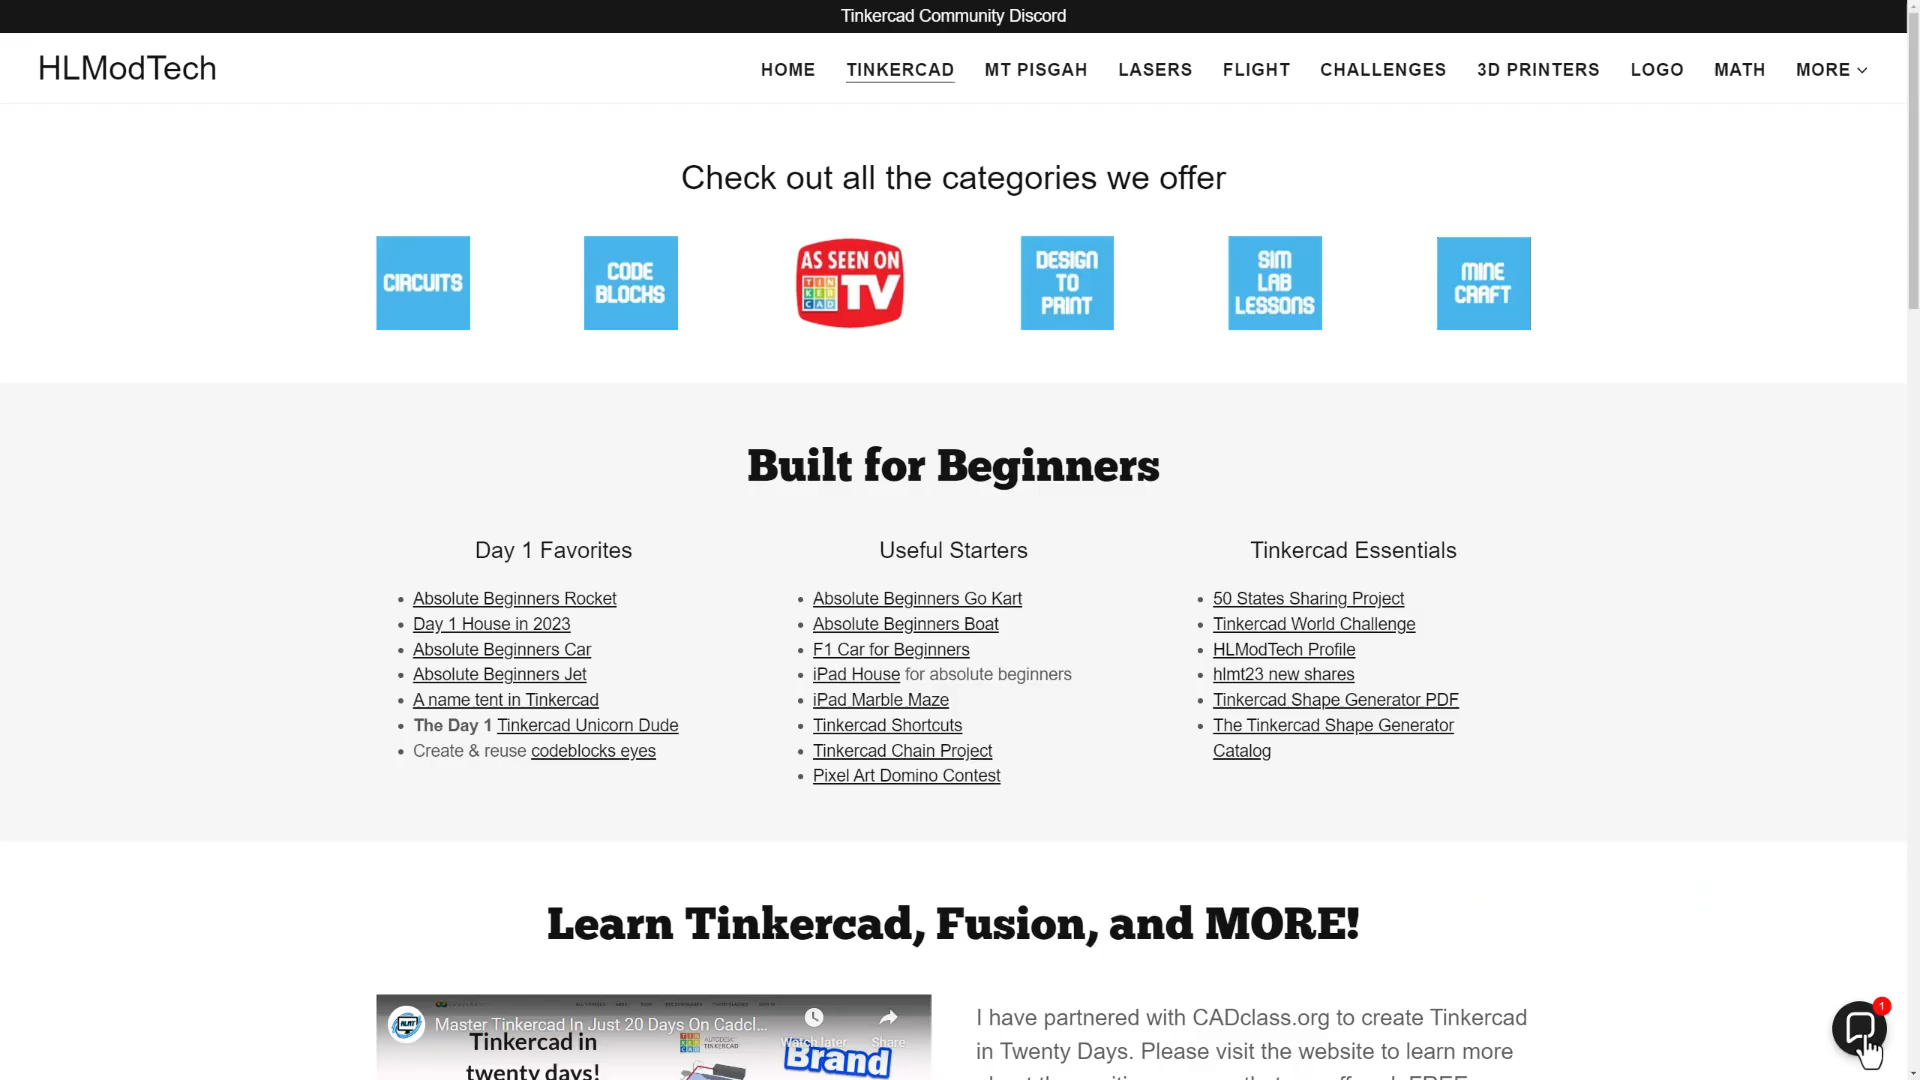 Tinkercad Community Discord
HLModTech
HOME TINKERCAD MT PISGAH LASERS FLIGHT CHALLENGES 3D PRINTERS LOGO MATH MORE
Check out all the categories we offer
CIRCUITS
CODE
BLOCKS
AS SEEN ON
TIN
KER
CAD
TV
DESIGN
TO
PRINT
SIM
LAB
LESSONS
MINE
CRAFT
Built for Beginners
Day 1 Favorites
Absolute Beginners Rocket
Day 1 House in 2023
Absolute Beginners Car
Absolute Beginners Jet
A name tent in Tinkercad
The Day 1 Tinkercad Unicorn Dude
Create & reuse codeblocks eyes
Useful Starters
Absolute Beginners Go Kart
Absolute Beginners Boat
F1 Car for Beginners
iPad House for absolute beginners
iPad Marble Maze
Tinkercad Shortcuts
Tinkercad Chain Project
Pixel Art Domino Contest
Tinkercad Essentials
50 States Sharing Project
Tinkercad World Challenge
HLModTech Profile
hlmt23 new shares
Tinkercad Shape Generator PDF
The Tinkercad Shape Generator
Catalog
Learn Tinkercad, Fusion, and MORE!
HLMT
Master Tinkercad In Just 20 Days On Cadcl...
Watch later Share
Tinkercad in
twenty days!
AUTODESK
TINKERCAD
Brand
I have partnered with CADclass.org to create Tinkercad
in Twenty Days. Please visit the website to learn more
1